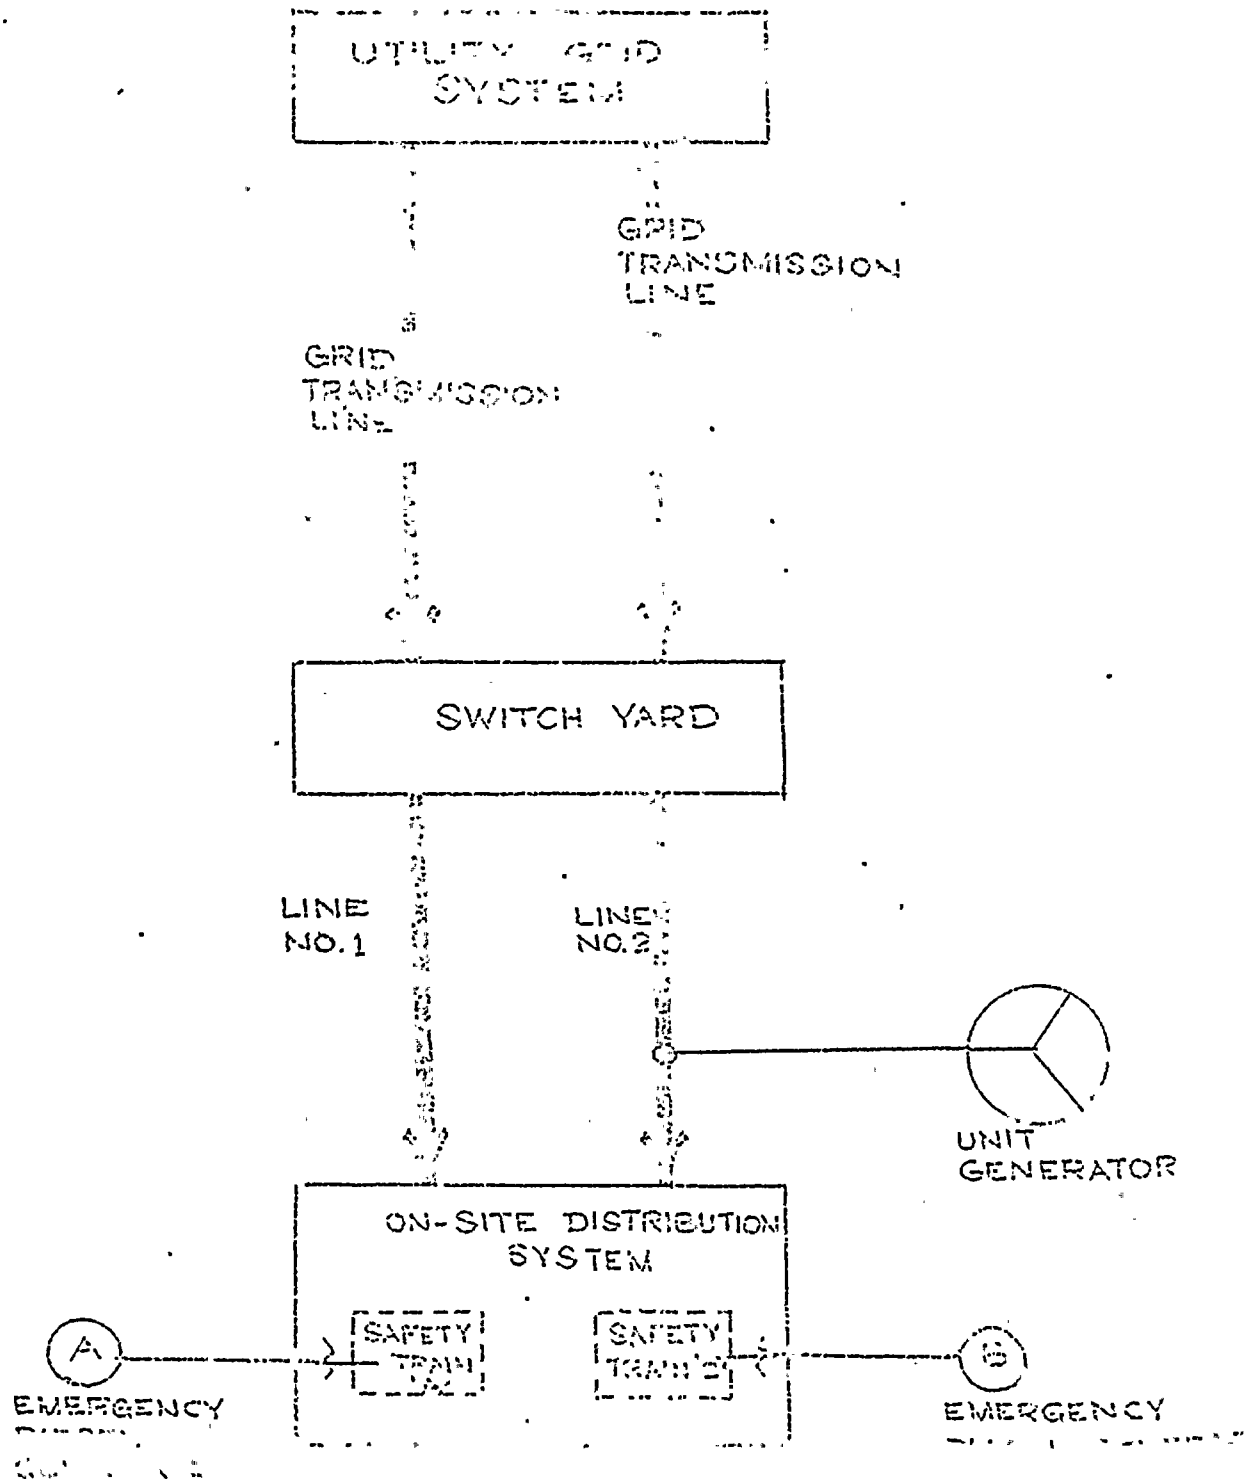 UTILITY GRID
SYSTEM
GRID
TRANSMISSION
LINE
GRID
TRANSMISSION
LINE
SWITCH YARD
LINE
NO.1
LINE
NO.2
UNIT
GENERATOR
ON-SITE DISTRIBUTION
SYSTEM
SAFETY
TRAIN
SAFETY
TRAIN
A
B
EMERGENCY
EMERGENCY